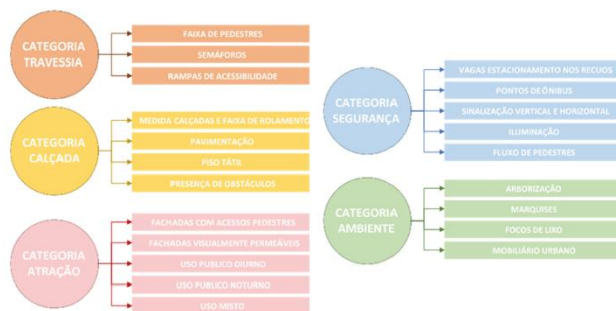 CATEGORIA
TRAVESSIA
FAIXA DE PEDESTRES
SEMÁFOROS
RAMPAS DE ACESSIBILIDADE
CATEGORIA
CALÇADA
MEDIDA CALÇADAS E FAIXA DE ROLAMENTO
PAVIMENTAÇÃO
PISO TÁTIL
PRESENÇA DE OBSTÁCULOS
CATEGORIA
ATRAÇÃO
FACHADAS COM ACESSOS PEDESTRES
FACHADAS VISUALMENTE PERMEÁVEIS
USO PUBLICO DIURNO
USO PUBLICO NOTURNO
USO MISTO
CATEGORIA
SEGURANÇA
VAGAS ESTACIONAMENTO NOS RECUOS
PONTOS DE ÔNIBUS
SINALIZAÇÃO VERTICAL E HORIZONTAL
ILUMINAÇÃO
FLUXO DE PEDESTRES
CATEGORIA
AMBIENTE
ARBORIZAÇÃO
MARQUISES
FOCOS DE LIXO
MOBILIÁRIO URBANO